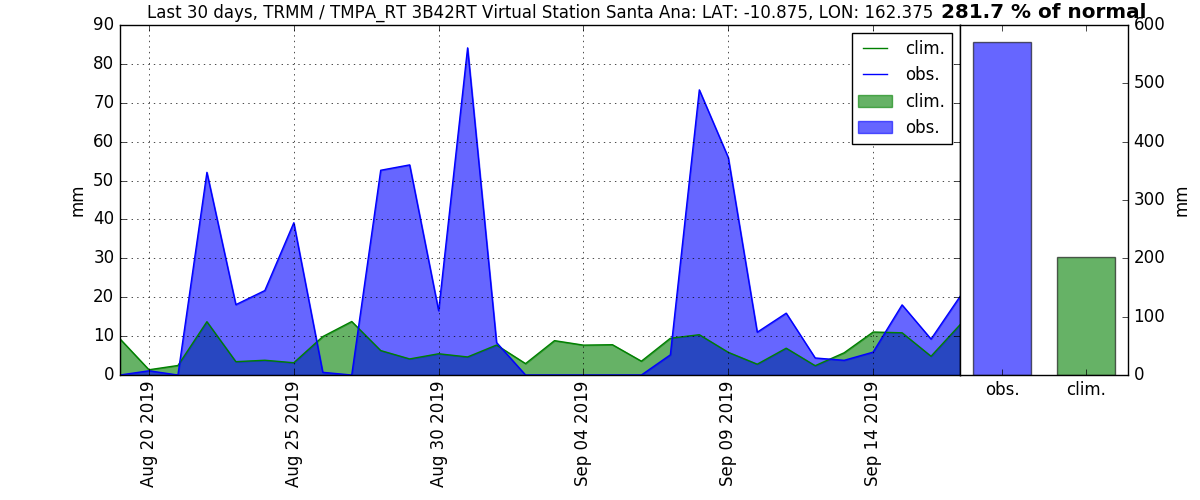 Last 30 days, TRMM / TMPA_RT 3B42RT Virtual Station Santa Ana: LAT: -10.875, LON: 162.375 281.7 % of normal
90
80
70
60
50
40
30
20
10
0
mm
clim.
obs.
clim.
obs.
Aug 20 2019
Aug 25 2019
Aug 30 2019
Sep 04 2019
Sep 09 2019
Sep 14 2019
600
500
400
300
200
100
0
mm
obs. clim.